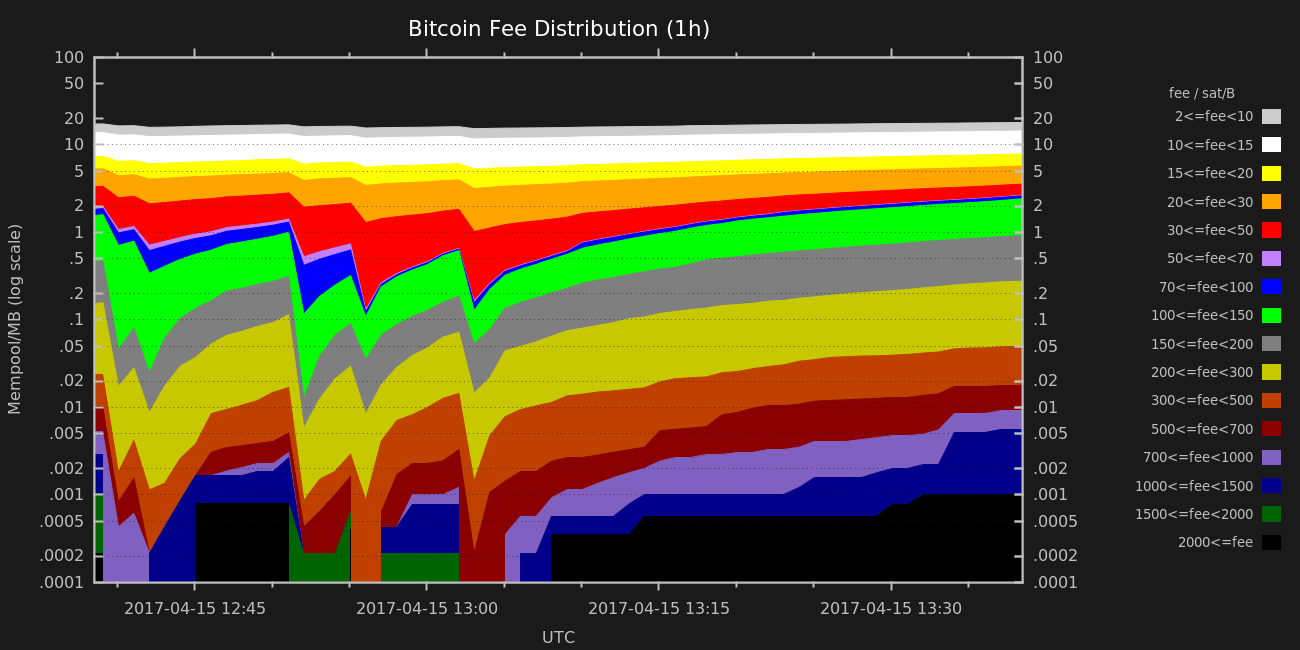 Bitcoin Fee Distribution (1h)
100
50
20
10
5
2
1
.5
.2
.1
.05
.02
.01
.005
.002
.001
.0005
.0002
.0001
Mempool/MB (log scale)
100
50
20
10
5
2
1
.5
.2
.1
.05
.02
.01
.005
.002
.001
.0005
.0002
.0001
2017-04-15 12:45
2017-04-15 13:00
2017-04-15 13:15
2017-04-15 13:30
UTC
fee / sat/B
2<=fee<10
10<=fee<15
15<=fee<20
20<=fee<30
30<=fee<50
50<=fee<70
70<=fee<100
100<=fee<150
150<=fee<200
200<=fee<300
300<=fee<500
500<=fee<700
700<=fee<1000
1000<=fee<1500
1500<=fee<2000
2000<=fee